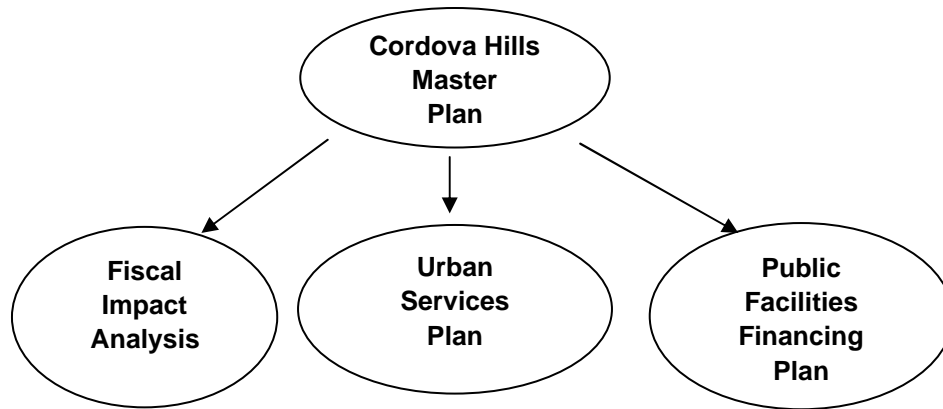 Cordova Hills
Master
Plan
Fiscal
Impact
Analysis
Urban
Services
Plan
Public
Facilities
Financing
Plan